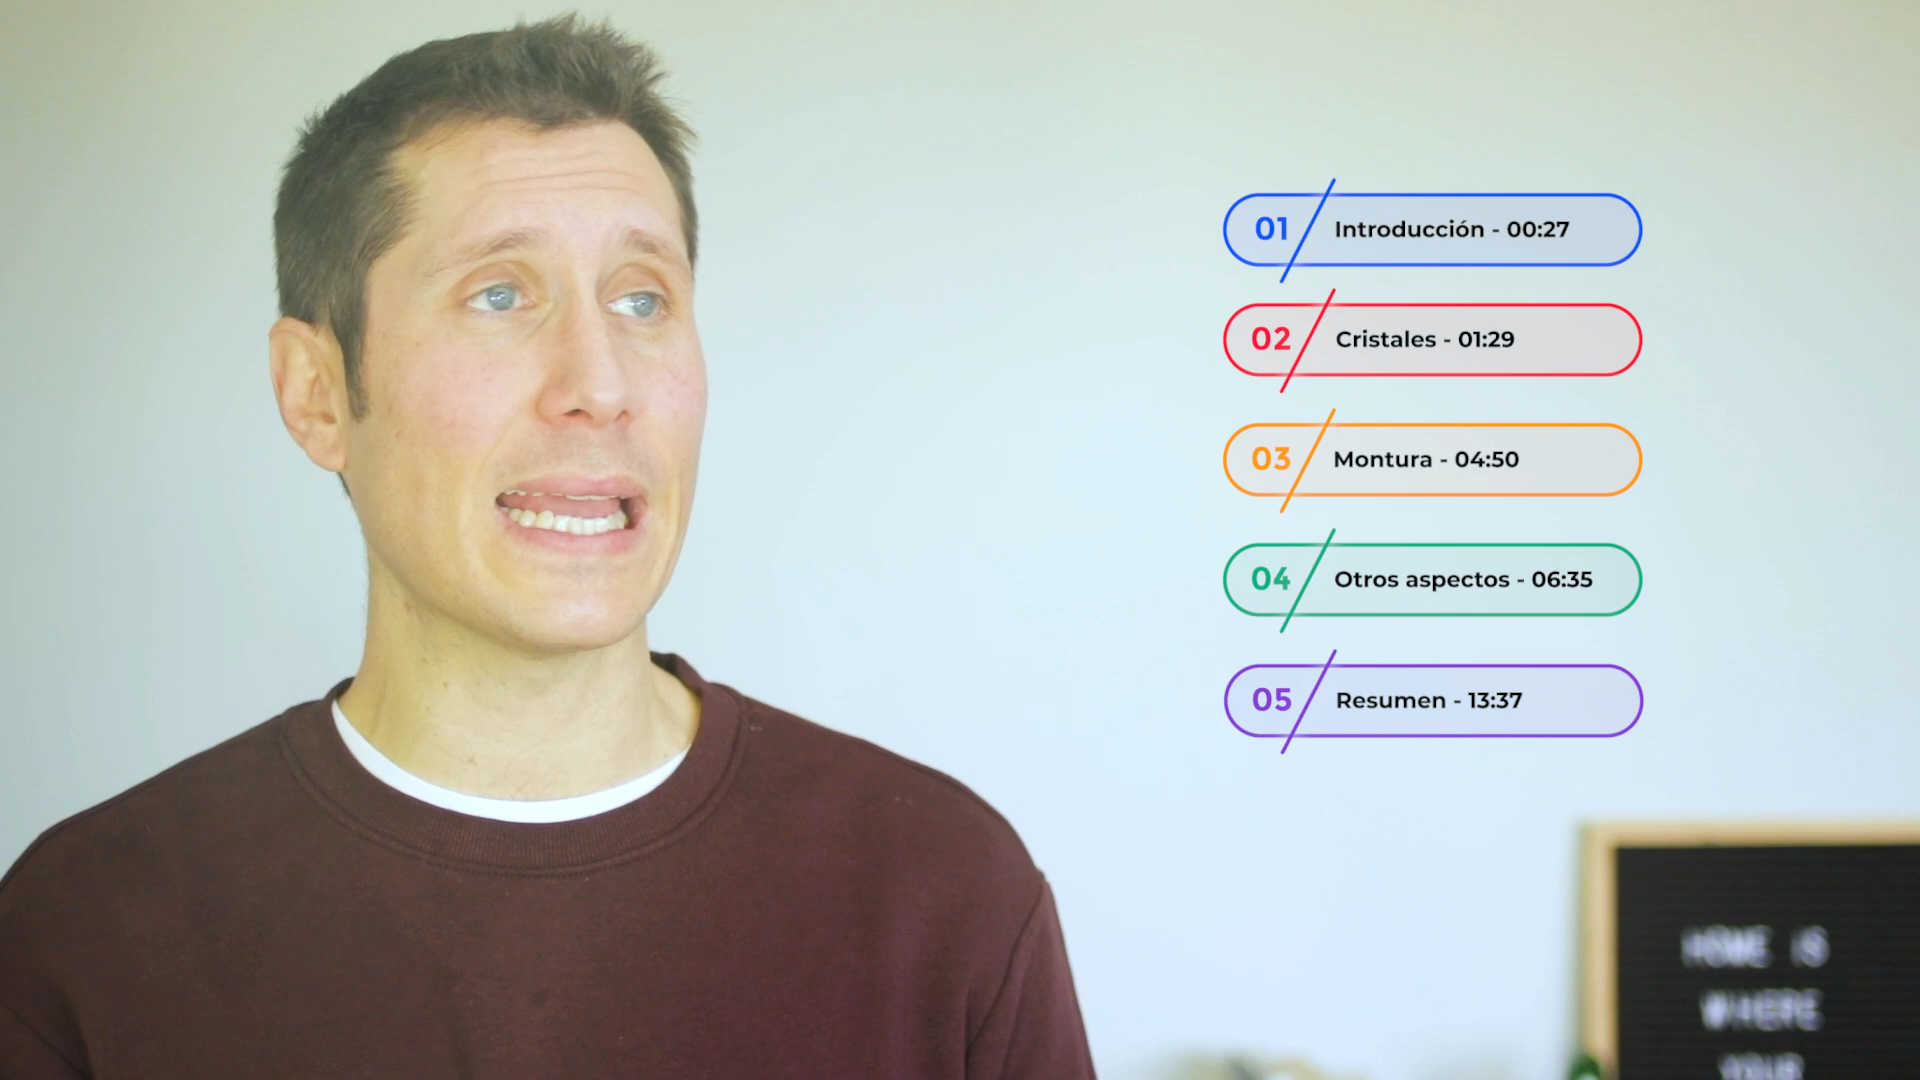 01 Introducción - 00:27
02 Cristales - 01:29
03 Montura - 04:50
04 Otros aspectos - 06:35
05 Resumen - 13:37
HOME IS
WHERE
YOUR